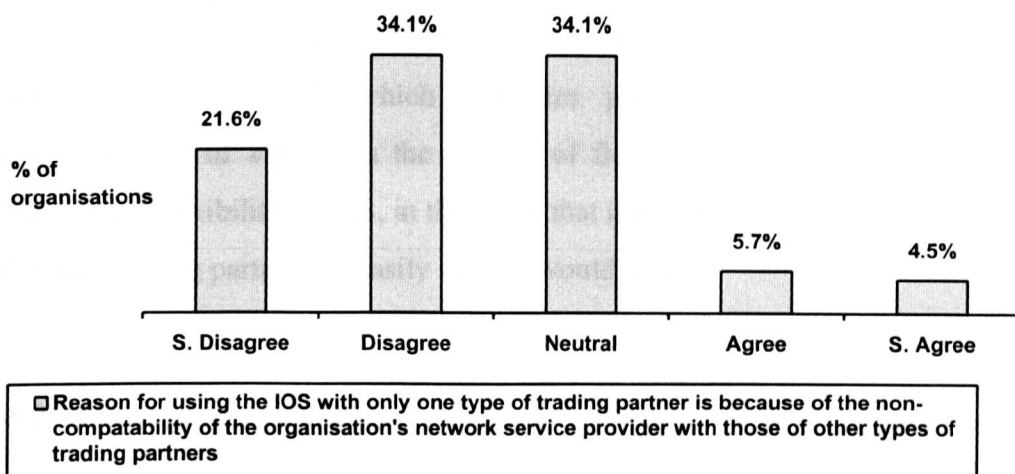 34.1% 34.1%
21.6%
% of
organisations
5.7%
4.5%
S. Disagree Disagree Neutral Agree S. Agree
Reason for using the IOS with only one type of trading partner is because of the non-
compatability of the organisation's network service provider with those of other types of
trading partners